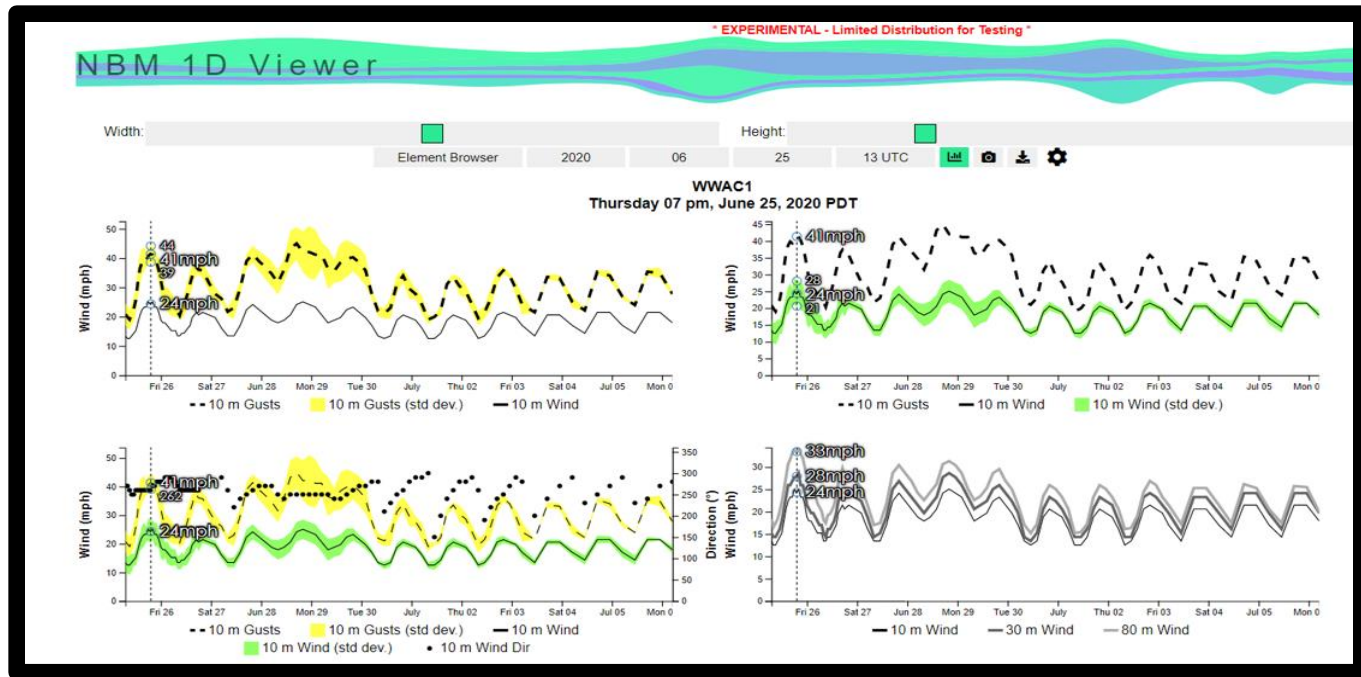 * EXPERIMENTAL - Limited Distribution for Testing *
NBM 1D Viewer
Width:
Height:
Element Browser 2020 06 25 13 UTC
WWAC1
Thursday 07 pm, June 25, 2020 PDT
Wind (mph)
50
40
30
20
10
0
44
41mph
39
24mph
Fri 26 Sat 27 Jun 28 Mon 29 Tue 30 July Thu 02 Fri 03 Sat 04 Jul 05 Mon 0
10 m Gusts 10 m Gusts (std dev.) 10 m Wind
Wind (mph)
45
40
35
30
25
20
15
10
5
0
41mph
28
24mph
21
Fri 26 Sat 27 Jun 28 Mon 29 Tue 30 July Thu 02 Fri 03 Sat 04 Jul 05 Mon 0
10 m Gusts 10 m Wind 10 m Wind (std dev.)
Wind (mph)
50
40
30
20
10
0
41mph
262
24mph
350
300
250
200
150
100
50
0
Direction (°)
Fri 26 Sat 27 Jun 28 Mon 29 Tue 30 July Thu 02 Fri 03 Sat 04 Jul 05 Mon 0
10 m Gusts 10 m Gusts (std dev.) 10 m Wind
10 m Wind (std dev.) 10 m Wind Dir
Wind (mph)
30
25
20
15
10
5
0
33mph
28mph
24mph
Fri 26 Sat 27 Jun 28 Mon 29 Tue 30 July Thu 02 Fri 03 Sat 04 Jul 05 Mon 0
10 m Wind 30 m Wind 80 m Wind